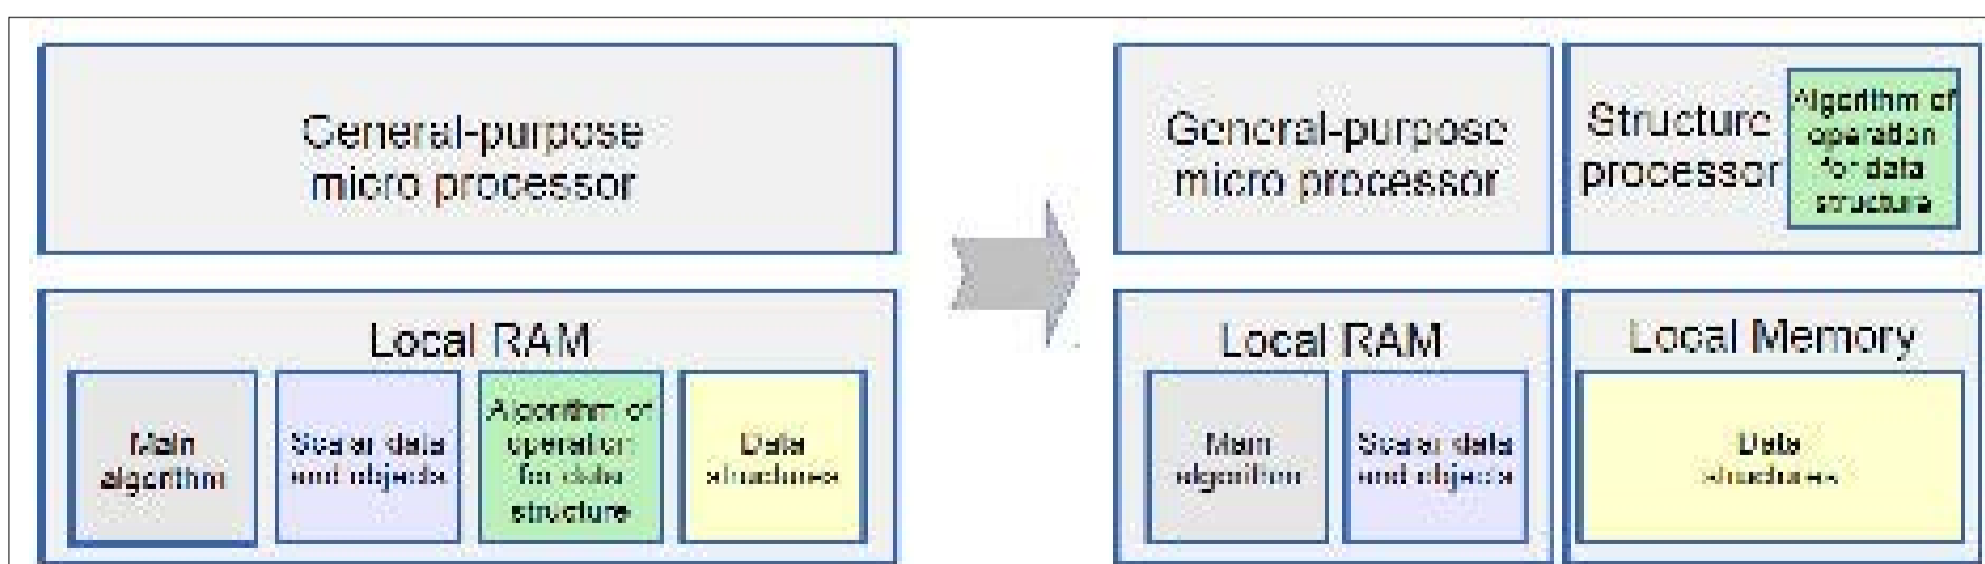 General-purpose
micro processor
Local RAM
Main
algorithm
Scalar data
and objects
Algorithm of
operation
for data
structure
Data
structures
General-purpose
micro processor
Structure
processor
Algorithm of
operation
for data
structure
Local RAM
Main
algorithm
Scalar data
and objects
Local Memory
Data
structures